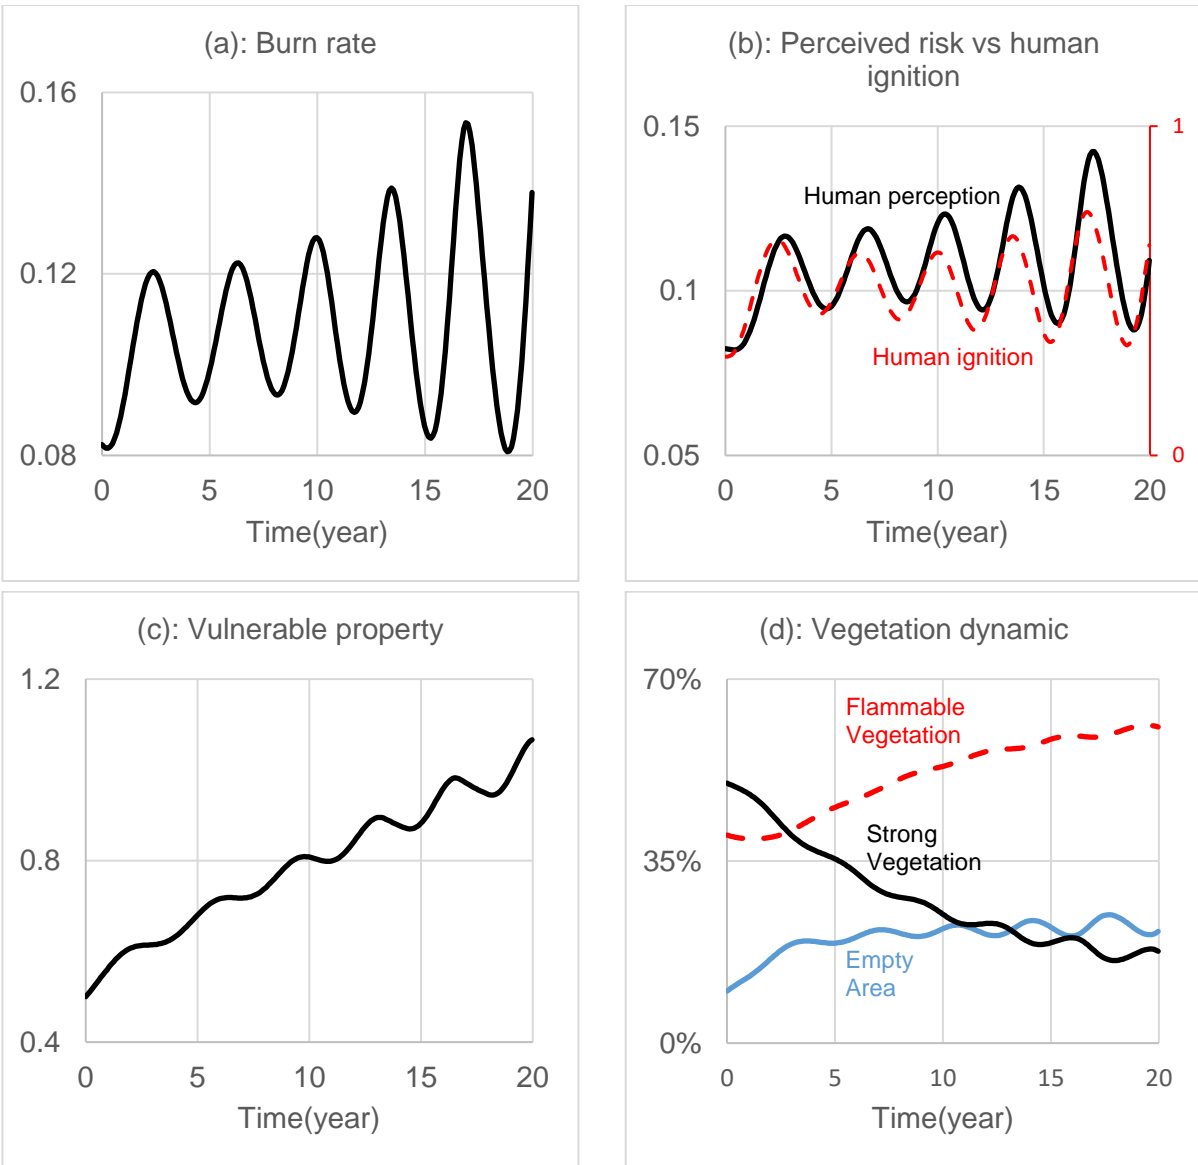 (a): Burn rate
0.16
0.12
0.08
0 5 10 15 20
Time(year)
(b): Perceived risk vs human
ignition
0.15 1
Human perception
0.1
Human ignition
0.05 0
0 5 10 15 20
Time(year)
(c): Vulnerable property
1.2
0.8
0.4
0 5 10 15 20
Time(year)
(d): Vegetation dynamic
70%
Flammable
Vegetation
Strong
35%
Vegetation
Empty
Area
0%
0 5 10 15 20
Time(year)